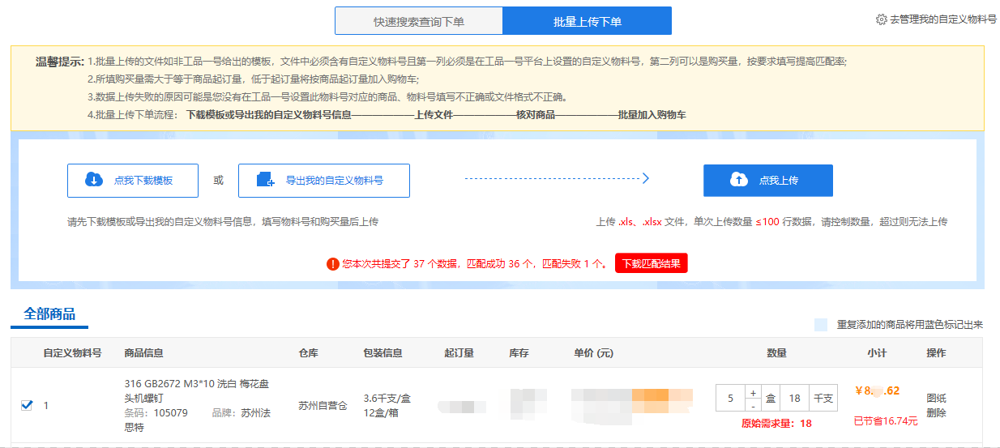 快速搜索查询下单
批量上传下单
去管理我的自定义物料号
温馨提示: 1.批量上传的文件如非工品一号给出的模板，文件中必须含有自定义物料号且第一列必须是在工品一号平台上设置的自定义物料号，第二列可以是购买量，按要求填写提高匹配率;
2.所填购买量需大于等于商品起订量，低于起订量将按商品起订量加入购物车;
3.数据上传失败的原因可能是您没有在工品一号设置此物料号对应的商品、物料号填写不正确或文件格式不正确。
4.批量上传下单流程： 下载模板或导出我的自定义物料号信息——————上传文件——————核对商品——————批量加入购物车
点我下载模板
或
导出我的自定义物料号
点我上传
请先下载模板或导出我的自定义物料号信息，填写物料号和购买量后上传
上传 .xls、.xlsx 文件，单次上传数量 ≤100 行数据，请控制数量，超过则无法上传
您本次共提交了 37 个数据，匹配成功 36 个，匹配失败 1 个。
下载匹配结果
全部商品
重复添加的商品将用蓝色标记出来
自定义物料号 商品信息 仓库 包装信息 起订量 库存 单价 (元) 数量 小计 操作
1
316 GB2672 M3*10 洗白 梅花盘
头机螺钉
条码：105079 品牌：苏州法
思特
苏州自营仓
3.6千支/盒
12盒/箱
5 + - 盒 18 千支
原始需求量：18
￥8 .62
已节省16.74元
图纸
删除